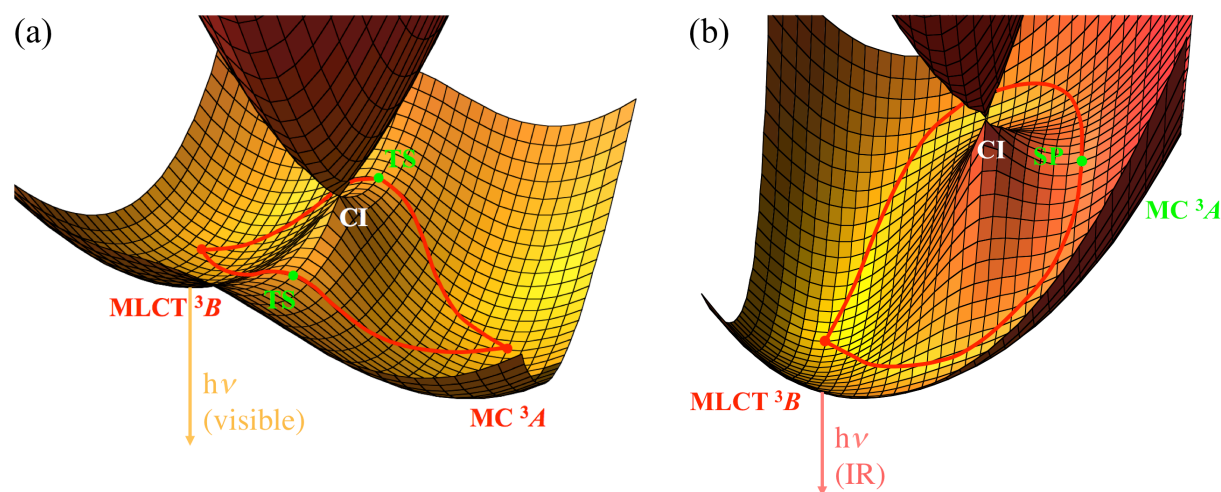 (a)
TS
CI
TS
MLCT ³B
hν
(visible)
MC ³A
(b)
CI
SP
MC ³A
MLCT ³B
hν
(IR)